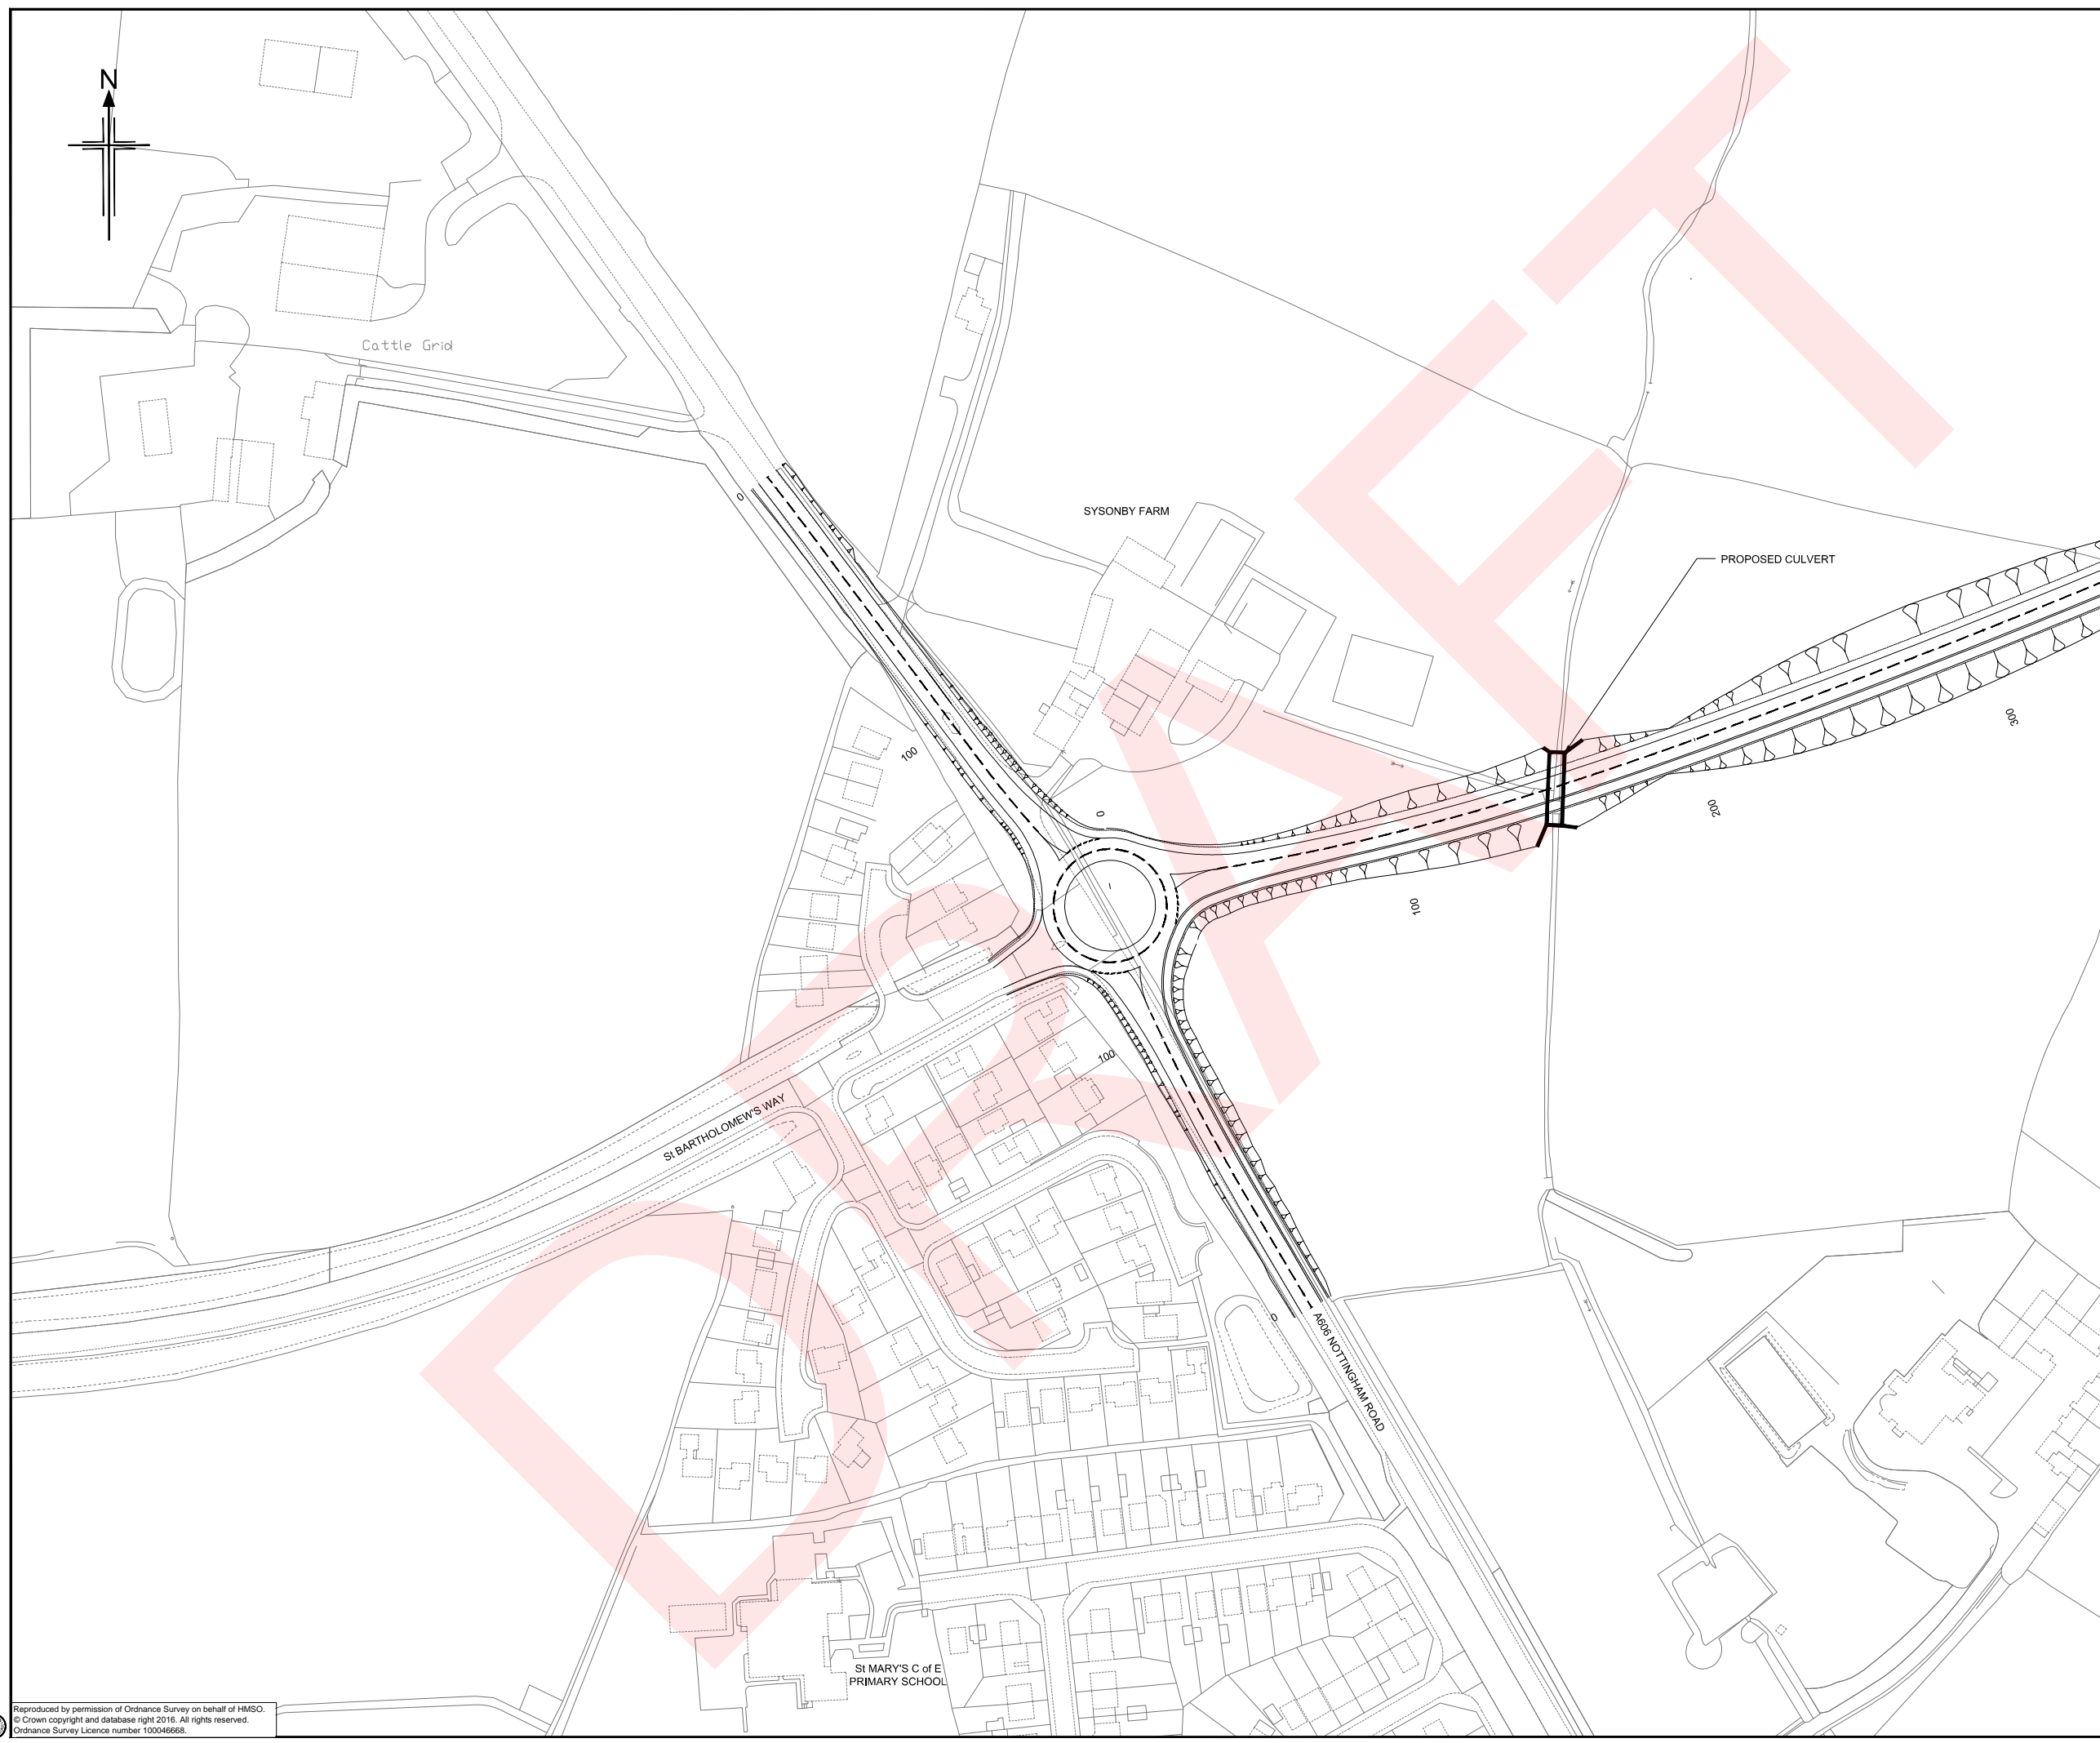 N
Cattle Grid
0
SYSONBY FARM
PROPOSED CULVERT
300
100
0
200
100
100
St BARTHOLOMEW'S WAY
0
A606 NOTTINGHAM ROAD
St MARY'S C of E
PRIMARY SCHOOL
DRAFT
Reproduced by permission of Ordnance Survey on behalf of HMSO.
© Crown copyright and database right 2016. All rights reserved.
Ordnance Survey Licence number 100046668.